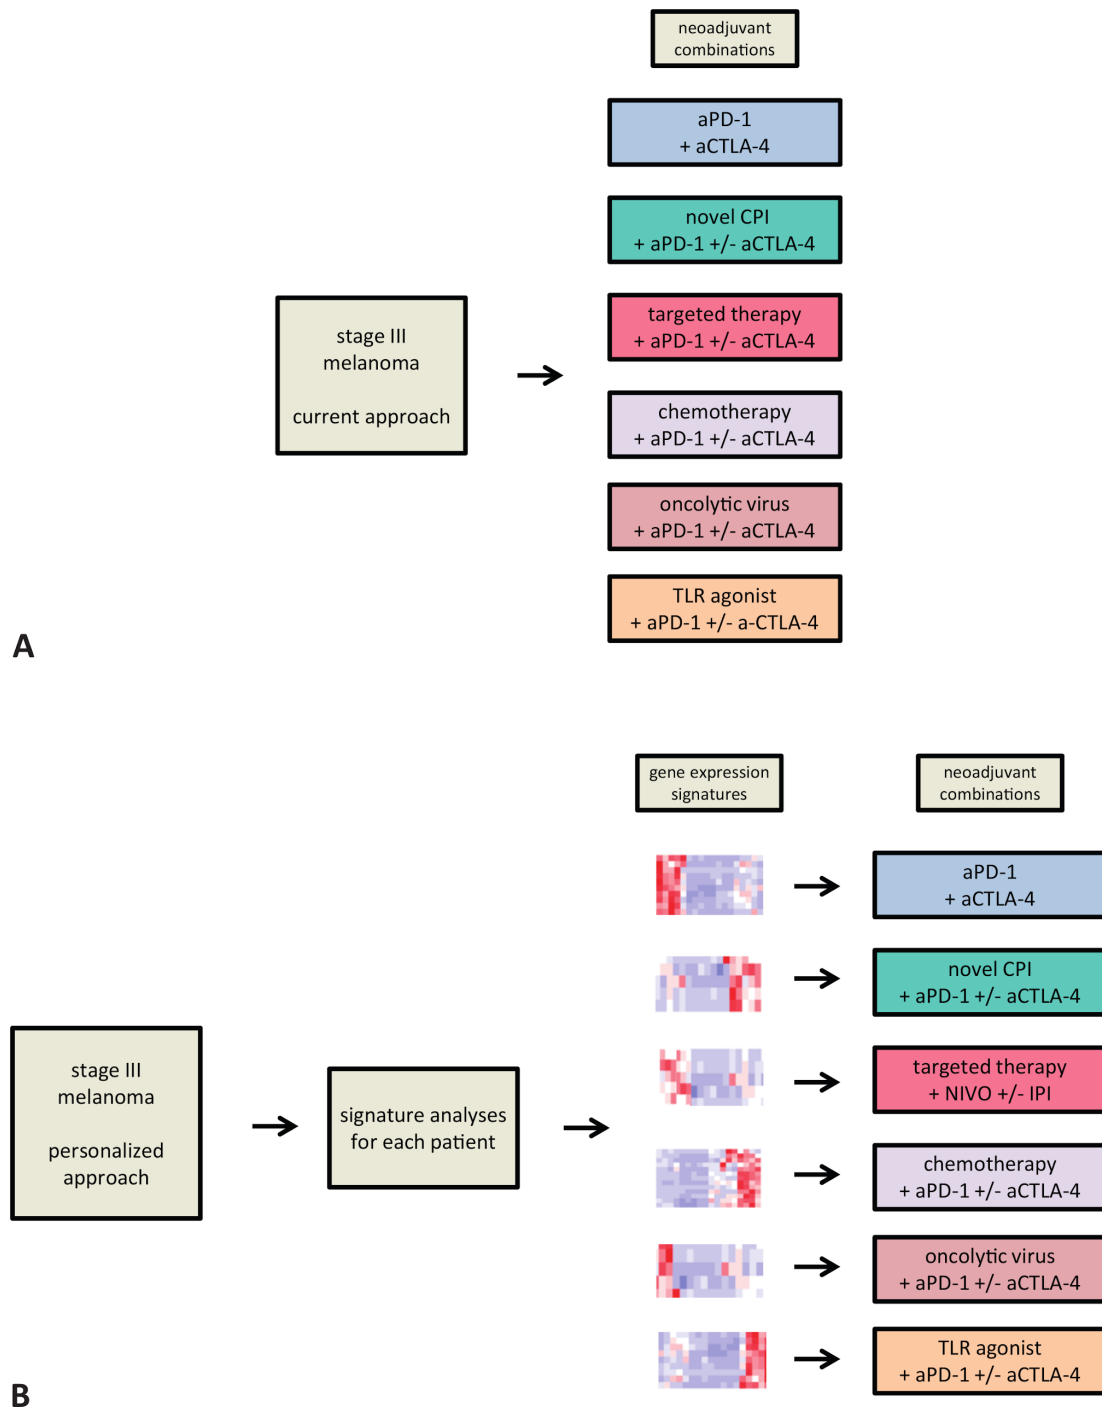 neoadjuvant
combinations
aPD-1
+ aCTLA-4
novel CPI
+ aPD-1 +/- aCTLA-4
stage III
melanoma
current approach
targeted therapy
+ aPD-1 +/- aCTLA-4
chemotherapy
+ aPD-1 +/- aCTLA-4
oncolytic virus
+ aPD-1 +/- aCTLA-4
TLR agonist
+ aPD-1 +/- a-CTLA-4
A
gene expression
signatures
neoadjuvant
combinations
stage III
melanoma
personalized
approach
signature analyses
for each patient
aPD-1
+ aCTLA-4
novel CPI
+ aPD-1 +/- aCTLA-4
targeted therapy
+ NIVO +/- IPI
chemotherapy
+ aPD-1 +/- aCTLA-4
oncolytic virus
+ aPD-1 +/- aCTLA-4
TLR agonist
+ aPD-1 +/- aCTLA-4
B